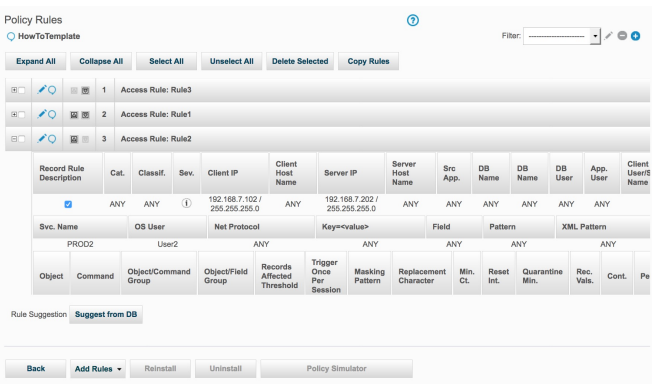 Policy Rules
HowToTemplate
Filter: --------------------
Expand All Collapse All Select All Unselect All Delete Selected Copy Rules
1 Access Rule: Rule3
2 Access Rule: Rule1
3 Access Rule: Rule2
Record Rule Description Cat. Classif. Sev. Client IP Client Host Name Server IP Server Host Name Src App. DB Name DB Name DB User App. User Client User/S Name
ANY ANY 192.168.7.102 / 255.255.255.0 ANY 192.168.7.202 / 255.255.255.0 ANY ANY ANY ANY ANY ANY
Svc. Name OS User Net Protocol Key=<value> Field Pattern XML Pattern
PROD2 User2 ANY ANY ANY ANY ANY
Object Command Object/Command Group Object/Field Group Records Affected Threshold Trigger Once Per Session Masking Pattern Replacement Character Min. Ct. Reset Int. Quarantine Min. Rec. Vals. Cont. Pe
Rule Suggestion Suggest from DB
Back Add Rules Reinstall Uninstall Policy Simulator